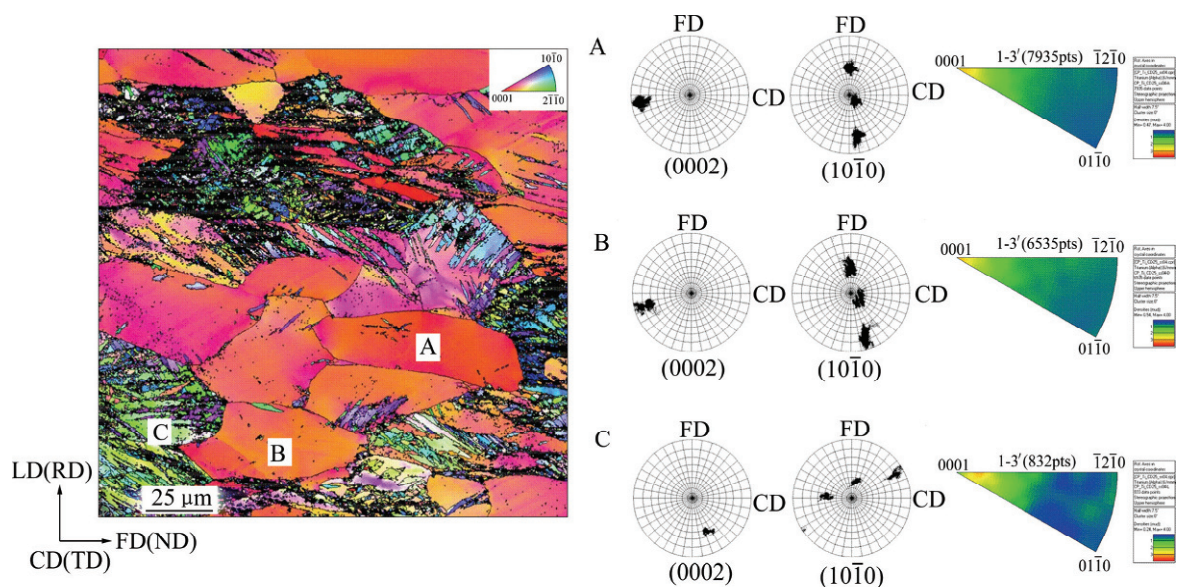 10$\bar{1}$0
0001 2$\bar{1}\bar{1}$0
A
B
C
25 μm
LD(RD)
CD(TD)
FD(ND)
A
FD
CD
(0002)
FD
CD
(10$\bar{1}$0)
0001
1-3′(7935pts)
$\bar{1}$2$\bar{1}$0
01$\bar{1}$0
B
FD
CD
(0002)
CD
(10$\bar{1}$0)
0001
1-3′(6535pts)
$\bar{1}$2$\bar{1}$0
01$\bar{1}$0
C
FD
CD
(0002)
FD
CD
(10$\bar{1}$0)
0001
1-3′(832pts)
$\bar{1}$2$\bar{1}$0
01$\bar{1}$0